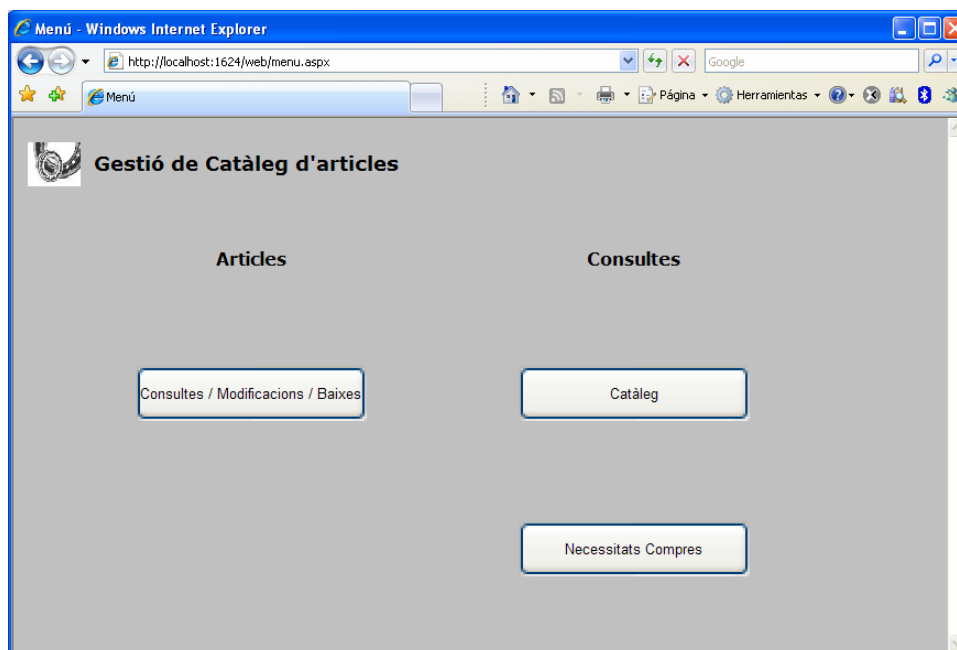 Menú - Windows Internet Explorer
http://localhost:1624/web/menu.aspx
Google
Menú
Página
Herramientas
Gestió de Catàleg d'articles
Articles
Consultes
Consultes / Modificacions / Baixes
Catàleg
Necessitats Compres